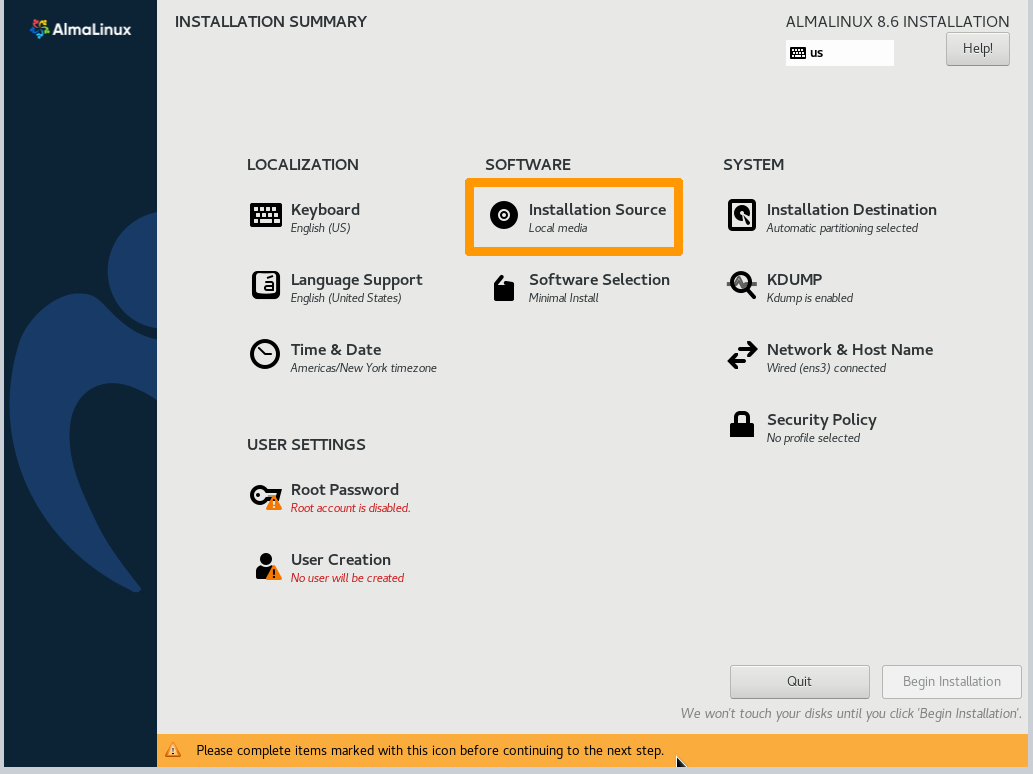 AlmaLinux
INSTALLATION SUMMARY
ALMALINUX 8.6 INSTALLATION
us
Help!
LOCALIZATION
Keyboard
English (US)
Language Support
English (United States)
Time & Date
Americas/New York timezone
SOFTWARE
Installation Source
Local media
Software Selection
Minimal Install
SYSTEM
Installation Destination
Automatic partitioning selected
KDUMP
Kdump is enabled
Network & Host Name
Wired (ens3) connected
Security Policy
No profile selected
USER SETTINGS
Root Password
Root account is disabled.
User Creation
No user will be created
Quit
Begin Installation
We won't touch your disks until you click 'Begin Installation'.
Please complete items marked with this icon before continuing to the next step.